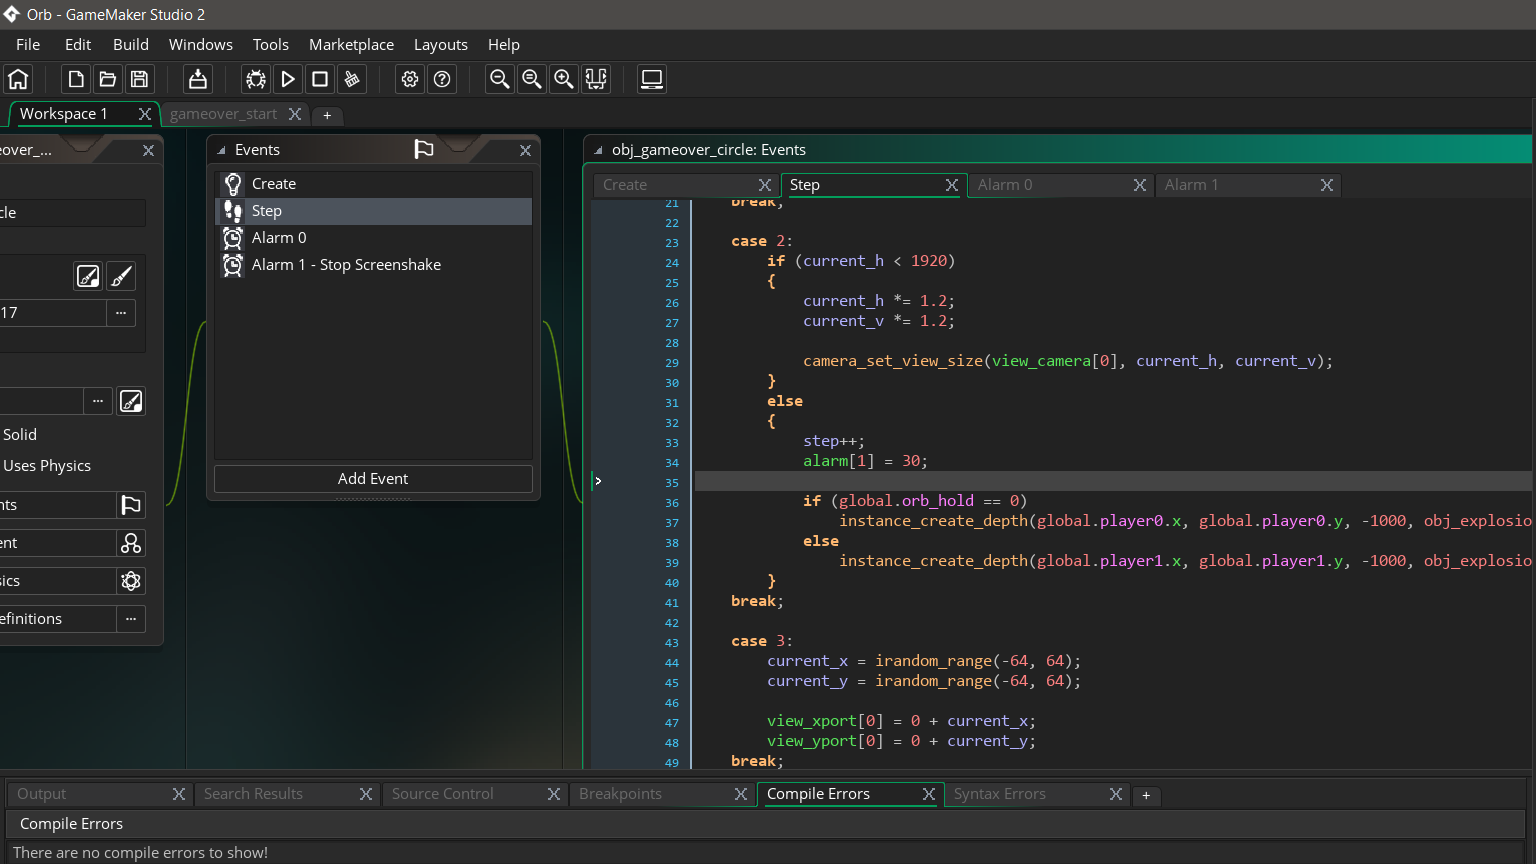 Orb - GameMaker Studio 2
File Edit Build Windows Tools Marketplace Layouts Help
Workspace 1 gameover_start +
eover_...
Events
obj_gameover_circle: Events
Create Step Alarm 0 Alarm 1
cle
17
...
...
Solid
Uses Physics
nts
ent
sics
efinitions ...
Create
Step
Alarm 0
Alarm 1 - Stop Screenshake
Add Event
21 break;
22
23 case 2:
24 if (current_h < 1920)
25 {
26 current_h *= 1.2;
27 current_v *= 1.2;
28
29 camera_set_view_size(view_camera[0], current_h, current_v);
30 }
31 else
32 {
33 step++;
34 alarm[1] = 30;
35
36 if (global.orb_hold == 0)
37 instance_create_depth(global.player0.x, global.player0.y, -1000, obj_explosio
38 else
39 instance_create_depth(global.player1.x, global.player1.y, -1000, obj_explosio
40 }
41 break;
42
43 case 3:
44 current_x = irandom_range(-64, 64);
45 current_y = irandom_range(-64, 64);
46
47 view_xport[0] = 0 + current_x;
48 view_yport[0] = 0 + current_y;
49 break;
Output Search Results Source Control Breakpoints Compile Errors Syntax Errors +
Compile Errors
There are no compile errors to show!